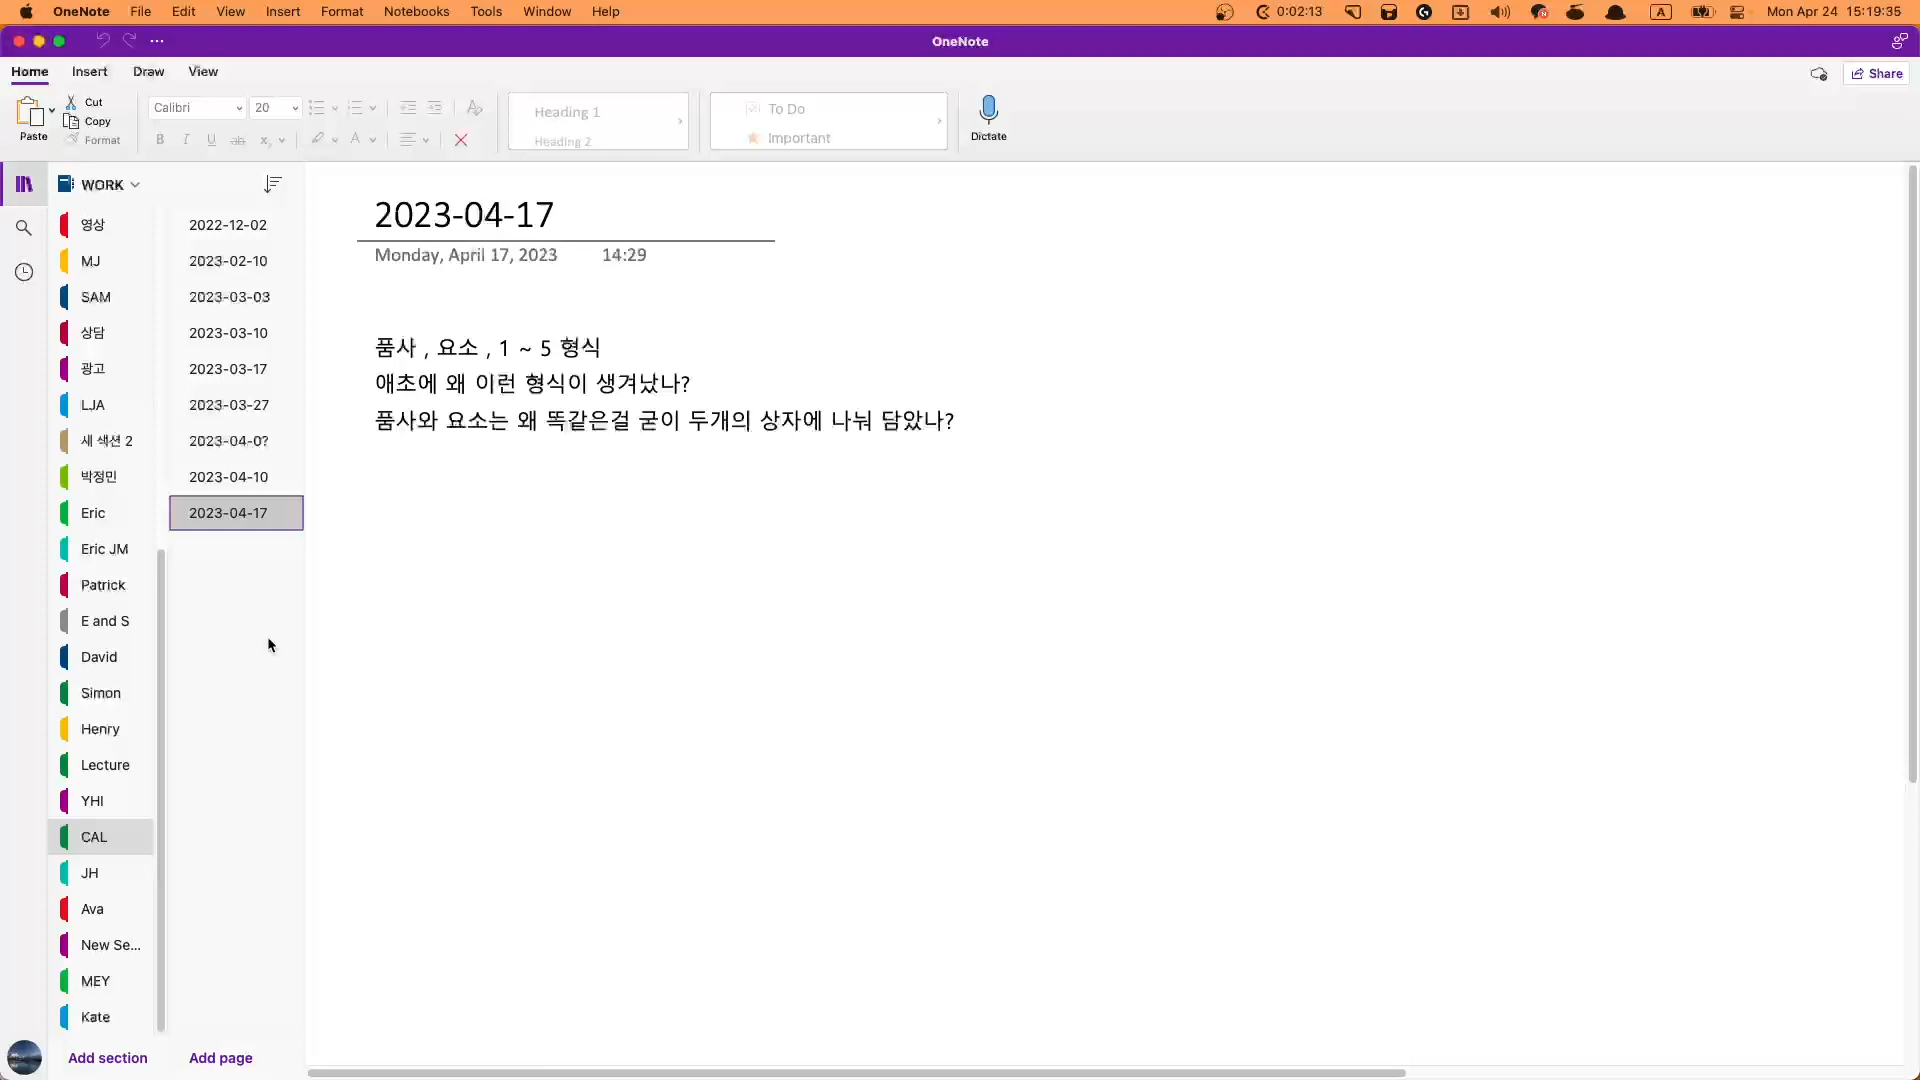 OneNote File Edit View Insert Format Notebooks Tools Window Help 0:02:13 A Mon Apr 24 15:19:35
OneNote
Home Insert Draw View Share
Paste Cut Copy Format
Calibri 20
B I U ab x
A
Heading 1
Heading 2
To Do
Important
Dictate
WORK
영상
MJ
SAM
상담
광고
LJA
새 색션 2
박정민
Eric
Eric JM
Patrick
E and S
David
Simon
Henry
Lecture
YHI
CAL
JH
Ava
New Se...
MEY
Kate
Add section
2022-12-02
2023-02-10
2023-03-03
2023-03-10
2023-03-17
2023-03-27
2023-04-0?
2023-04-10
2023-04-17
Add page
2023-04-17
Monday, April 17, 2023 14:29
품사 , 요소 , 1 ~ 5 형식
애초에 왜 이런 형식이 생겨났나?
품사와 요소는 왜 똑같은걸 굳이 두개의 상자에 나눠 담았나?